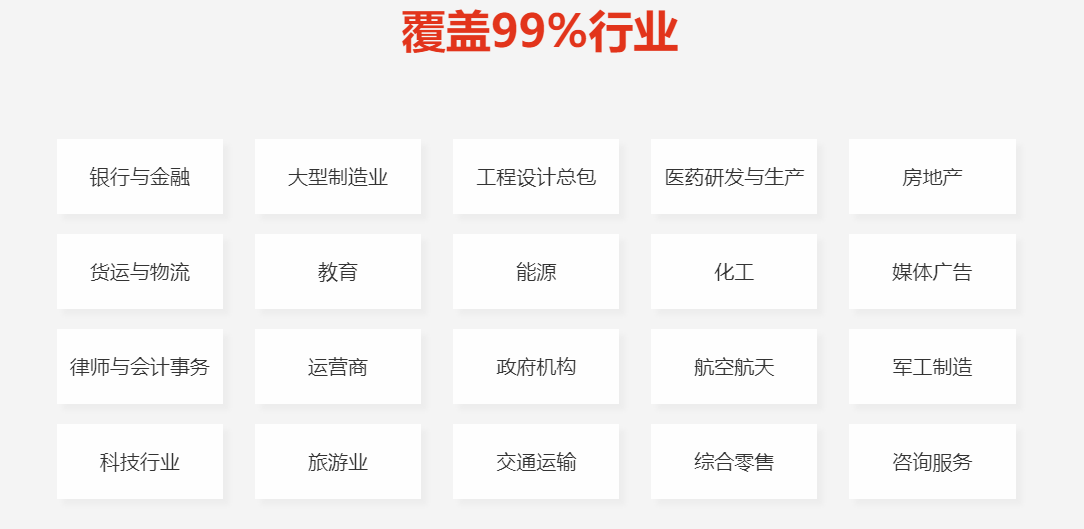 覆盖99%行业
银行与金融
大型制造业
工程设计总包
医药研发与生产
房地产
货运与物流
教育
能源
化工
媒体广告
律师与会计事务
运营商
政府机构
航空航天
军工制造
科技行业
旅游业
交通运输
综合零售
咨询服务